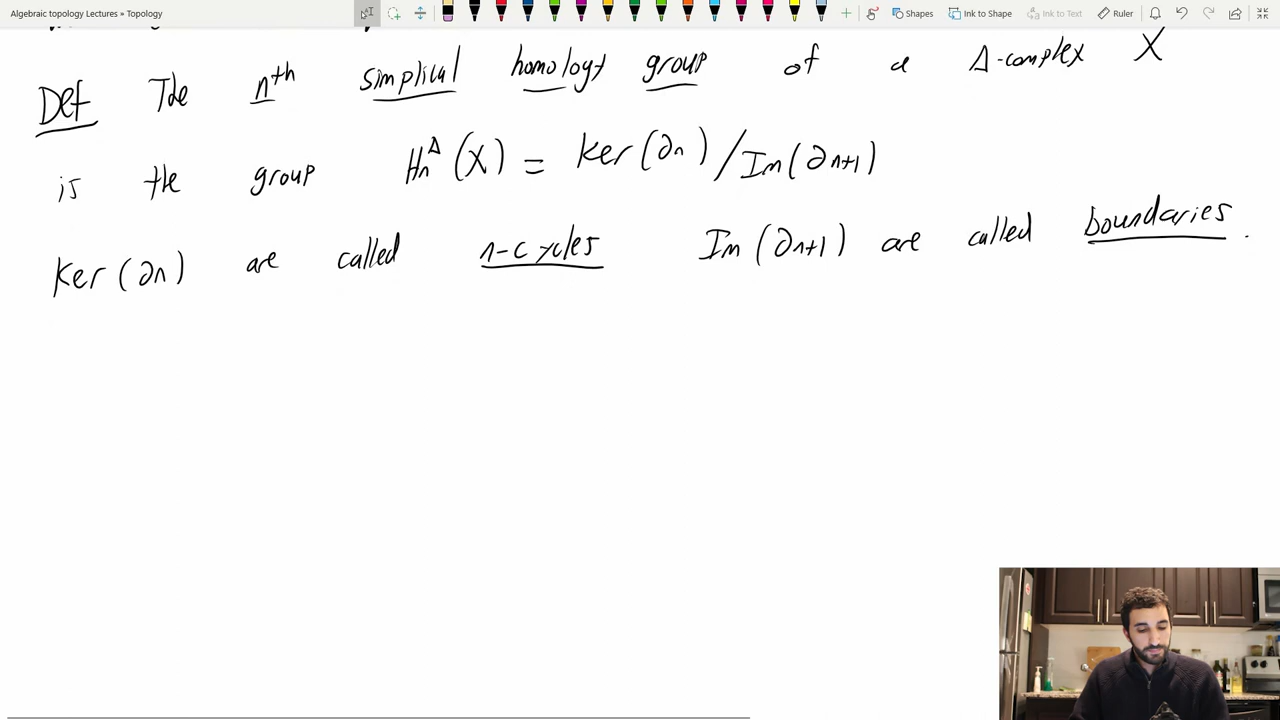 Algebraic topology Lectures » Topology
Shapes Ink to Shape Ink to Text Ruler
Def The nth simplical homology group of a Δ-complex X
is the group HnΔ(X) = Ker(∂n)/Im(∂n+1)
Ker(∂n) are called n-cycles Im(∂n+1) are called boundaries.